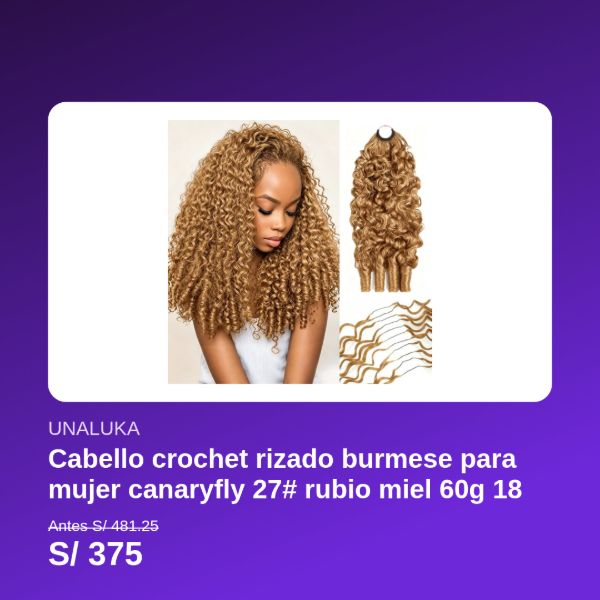 UNALUKA
Cabello crochet rizado burmese para
mujer canaryfly 27# rubio miel 60g 18
Antes S/ 481.25
S/ 375